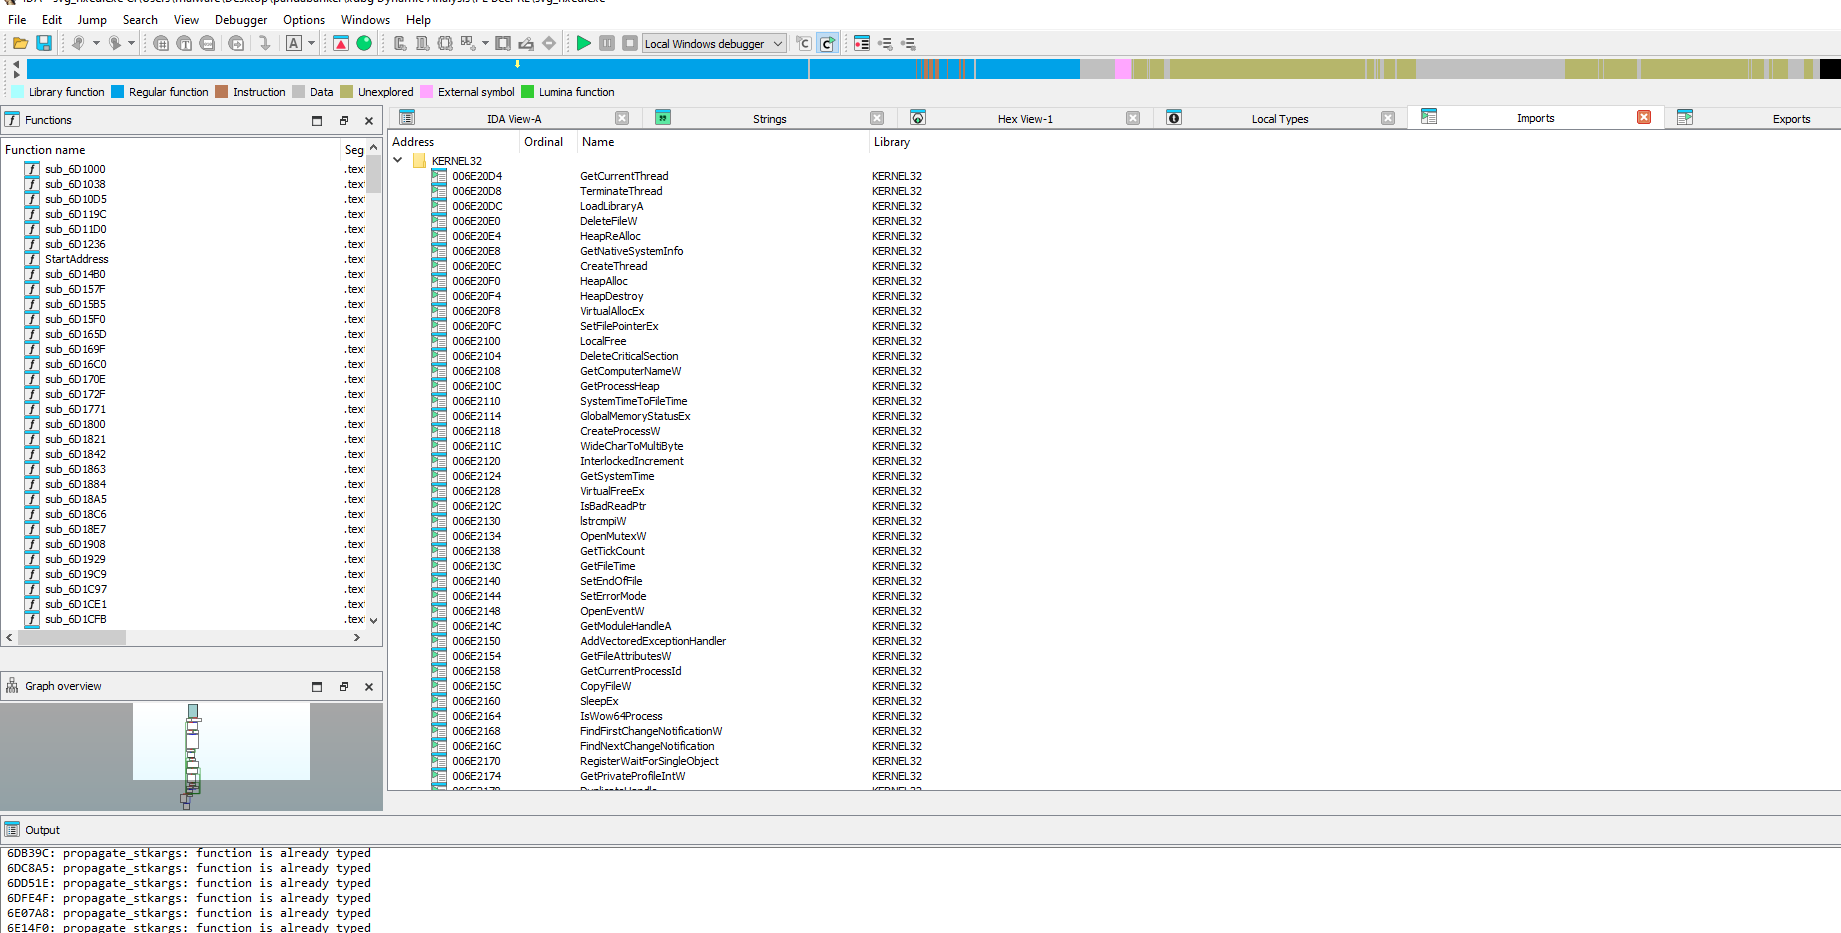 File Edit Jump Search View Debugger Options Windows Help
Local Windows debugger
Library function Regular function Instruction Data Unexplored External symbol Lumina function
Functions
IDA View-A Strings Hex View-1 Local Types Imports Exports
Function name Seg
sub_6D1000 .text
sub_6D1038 .text
sub_6D10D5 .text
sub_6D119C .text
sub_6D11D0 .text
sub_6D1236 .text
StartAddress .text
sub_6D14B0 .text
sub_6D157F .text
sub_6D15B5 .text
sub_6D15F0 .text
sub_6D165D .text
sub_6D169F .text
sub_6D16C0 .text
sub_6D170E .text
sub_6D172F .text
sub_6D1771 .text
sub_6D1800 .text
sub_6D1821 .text
sub_6D1842 .text
sub_6D1863 .text
sub_6D1884 .text
sub_6D18A5 .text
sub_6D18C6 .text
sub_6D18E7 .text
sub_6D1908 .text
sub_6D1929 .text
sub_6D19C9 .text
sub_6D1C97 .text
sub_6D1CE1 .text
sub_6D1CFB .text
Address Ordinal Name Library
KERNEL32
006E20D4 GetCurrentThread KERNEL32
006E20D8 TerminateThread KERNEL32
006E20DC LoadLibraryA KERNEL32
006E20E0 DeleteFileW KERNEL32
006E20E4 HeapReAlloc KERNEL32
006E20E8 GetNativeSystemInfo KERNEL32
006E20EC CreateThread KERNEL32
006E20F0 HeapAlloc KERNEL32
006E20F4 HeapDestroy KERNEL32
006E20F8 VirtualAllocEx KERNEL32
006E20FC SetFilePointerEx KERNEL32
006E2100 LocalFree KERNEL32
006E2104 DeleteCriticalSection KERNEL32
006E2108 GetComputerNameW KERNEL32
006E210C GetProcessHeap KERNEL32
006E2110 SystemTimeToFileTime KERNEL32
006E2114 GlobalMemoryStatusEx KERNEL32
006E2118 CreateProcessW KERNEL32
006E211C WideCharToMultiByte KERNEL32
006E2120 InterlockedIncrement KERNEL32
006E2124 GetSystemTime KERNEL32
006E2128 VirtualFreeEx KERNEL32
006E212C IsBadReadPtr KERNEL32
006E2130 lstrcmpiW KERNEL32
006E2134 OpenMutexW KERNEL32
006E2138 GetTickCount KERNEL32
006E213C GetFileTime KERNEL32
006E2140 SetEndOfFile KERNEL32
006E2144 SetErrorMode KERNEL32
006E2148 OpenEventW KERNEL32
006E214C GetModuleHandleA KERNEL32
006E2150 AddVectoredExceptionHandler KERNEL32
006E2154 GetFileAttributesW KERNEL32
006E2158 GetCurrentProcessId KERNEL32
006E215C CopyFileW KERNEL32
006E2160 SleepEx KERNEL32
006E2164 IsWow64Process KERNEL32
006E2168 FindFirstChangeNotificationW KERNEL32
006E216C FindNextChangeNotification KERNEL32
006E2170 RegisterWaitForSingleObject KERNEL32
006E2174 GetPrivateProfileIntW KERNEL32
006E2178 DuplicateHandle KERNEL32
Graph overview
Output
6DB39C: propagate_stkargs: function is already typed
6DC8A5: propagate_stkargs: function is already typed
6DD51E: propagate_stkargs: function is already typed
6DFE4F: propagate_stkargs: function is already typed
6E07A8: propagate_stkargs: function is already typed
6E14F0: propagate_stkargs: function is already typed